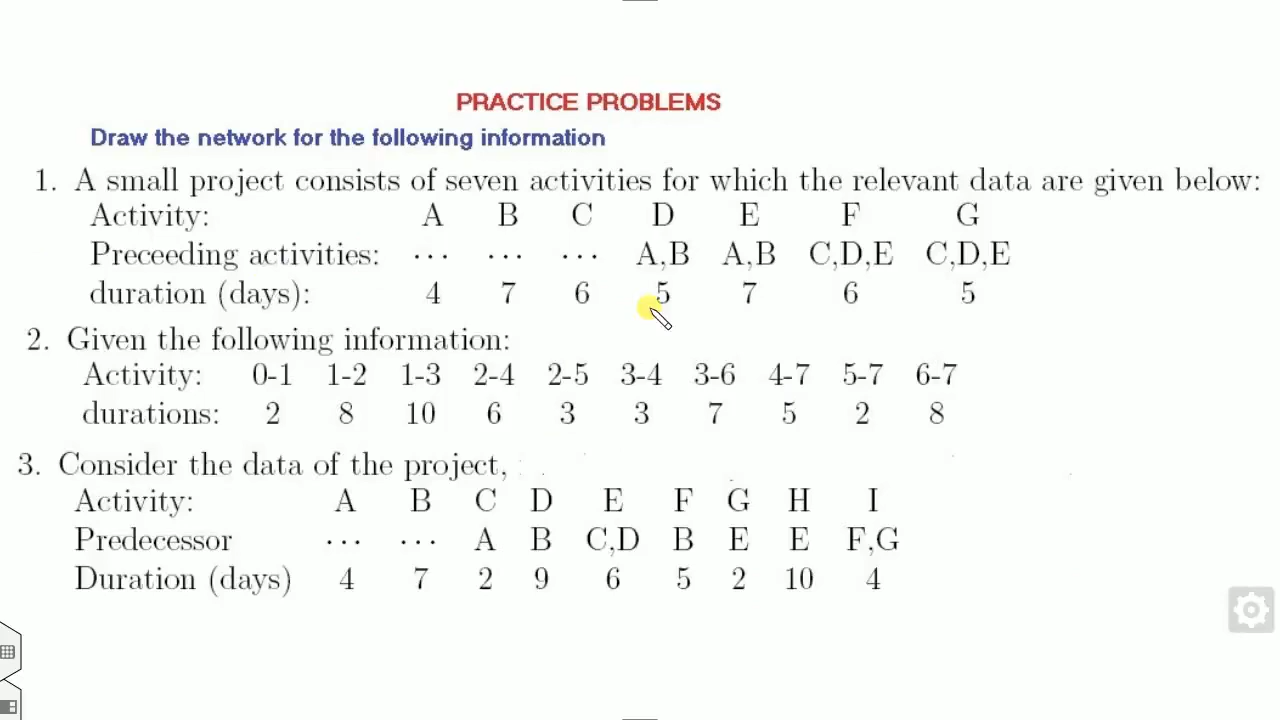 PRACTICE PROBLEMS
Draw the network for the following information
1. A small project consists of seven activities for which the relevant data are given below:
Activity: A B C D E F G
Preceeding activities: ... ... ... A,B A,B C,D,E C,D,E
duration (days): 4 7 6 5 7 6 5
2. Given the following information:
Activity: 0-1 1-2 1-3 2-4 2-5 3-4 3-6 4-7 5-7 6-7
durations: 2 8 10 6 3 3 7 5 2 8
3. Consider the data of the project,
Activity: A B C D E F G H I
Predecessor ... ... A B C,D B E E F,G
Duration (days) 4 7 2 9 6 5 2 10 4